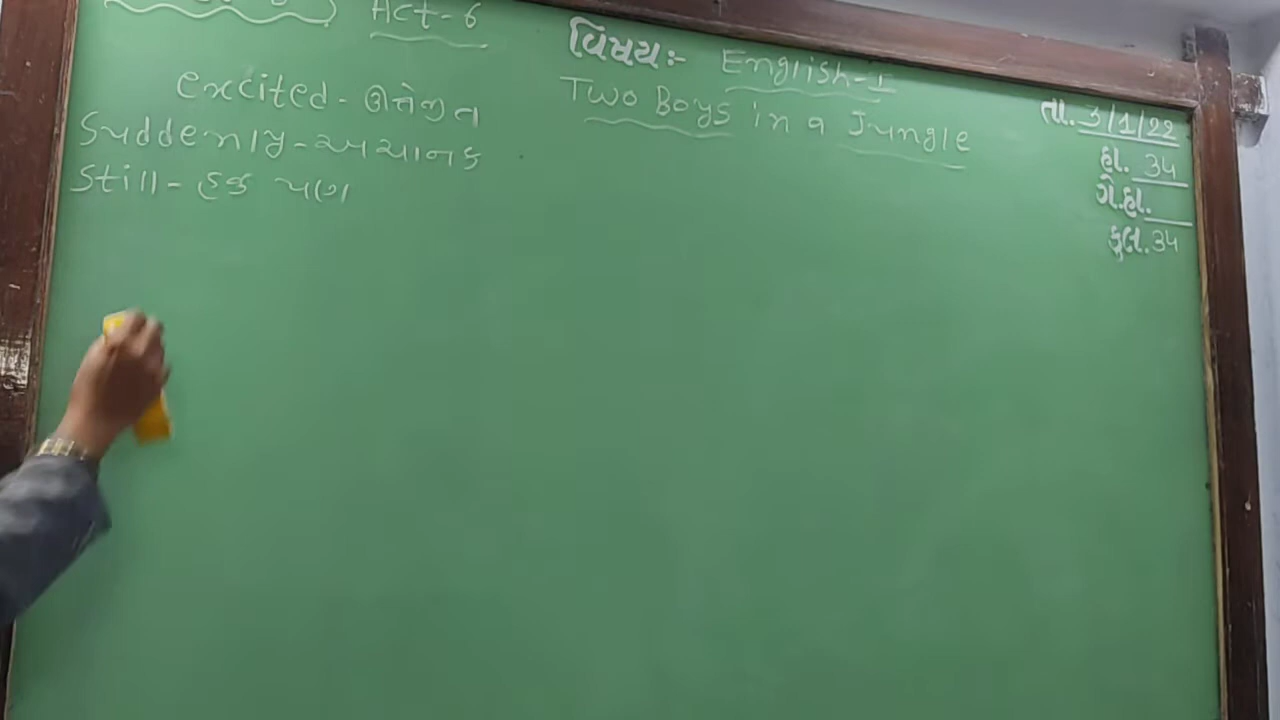 Act-6
વિષય:- English-I
Two Boys in a Jungle
તા. 3/1/22
હા. 34
ગે.હા.
કુલ. 34
excited - ઉત્તેજીત
Suddenly - અચાનક
Still - હજી પણ